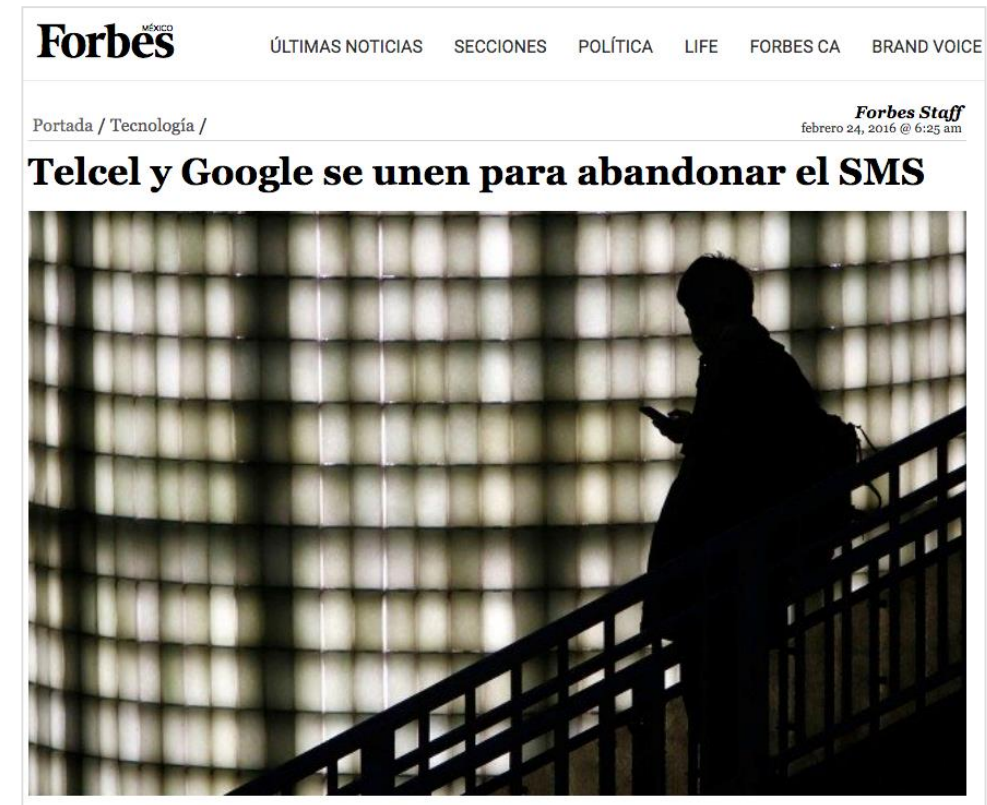 Forbes
MÉXICO
ÚLTIMAS NOTICIAS SECCIONES POLÍTICA LIFE FORBES CA BRAND VOICE
Portada / Tecnología /
Forbes Staff
febrero 24, 2016 @ 6:25 am
Telcel y Google se unen para abandonar el SMS